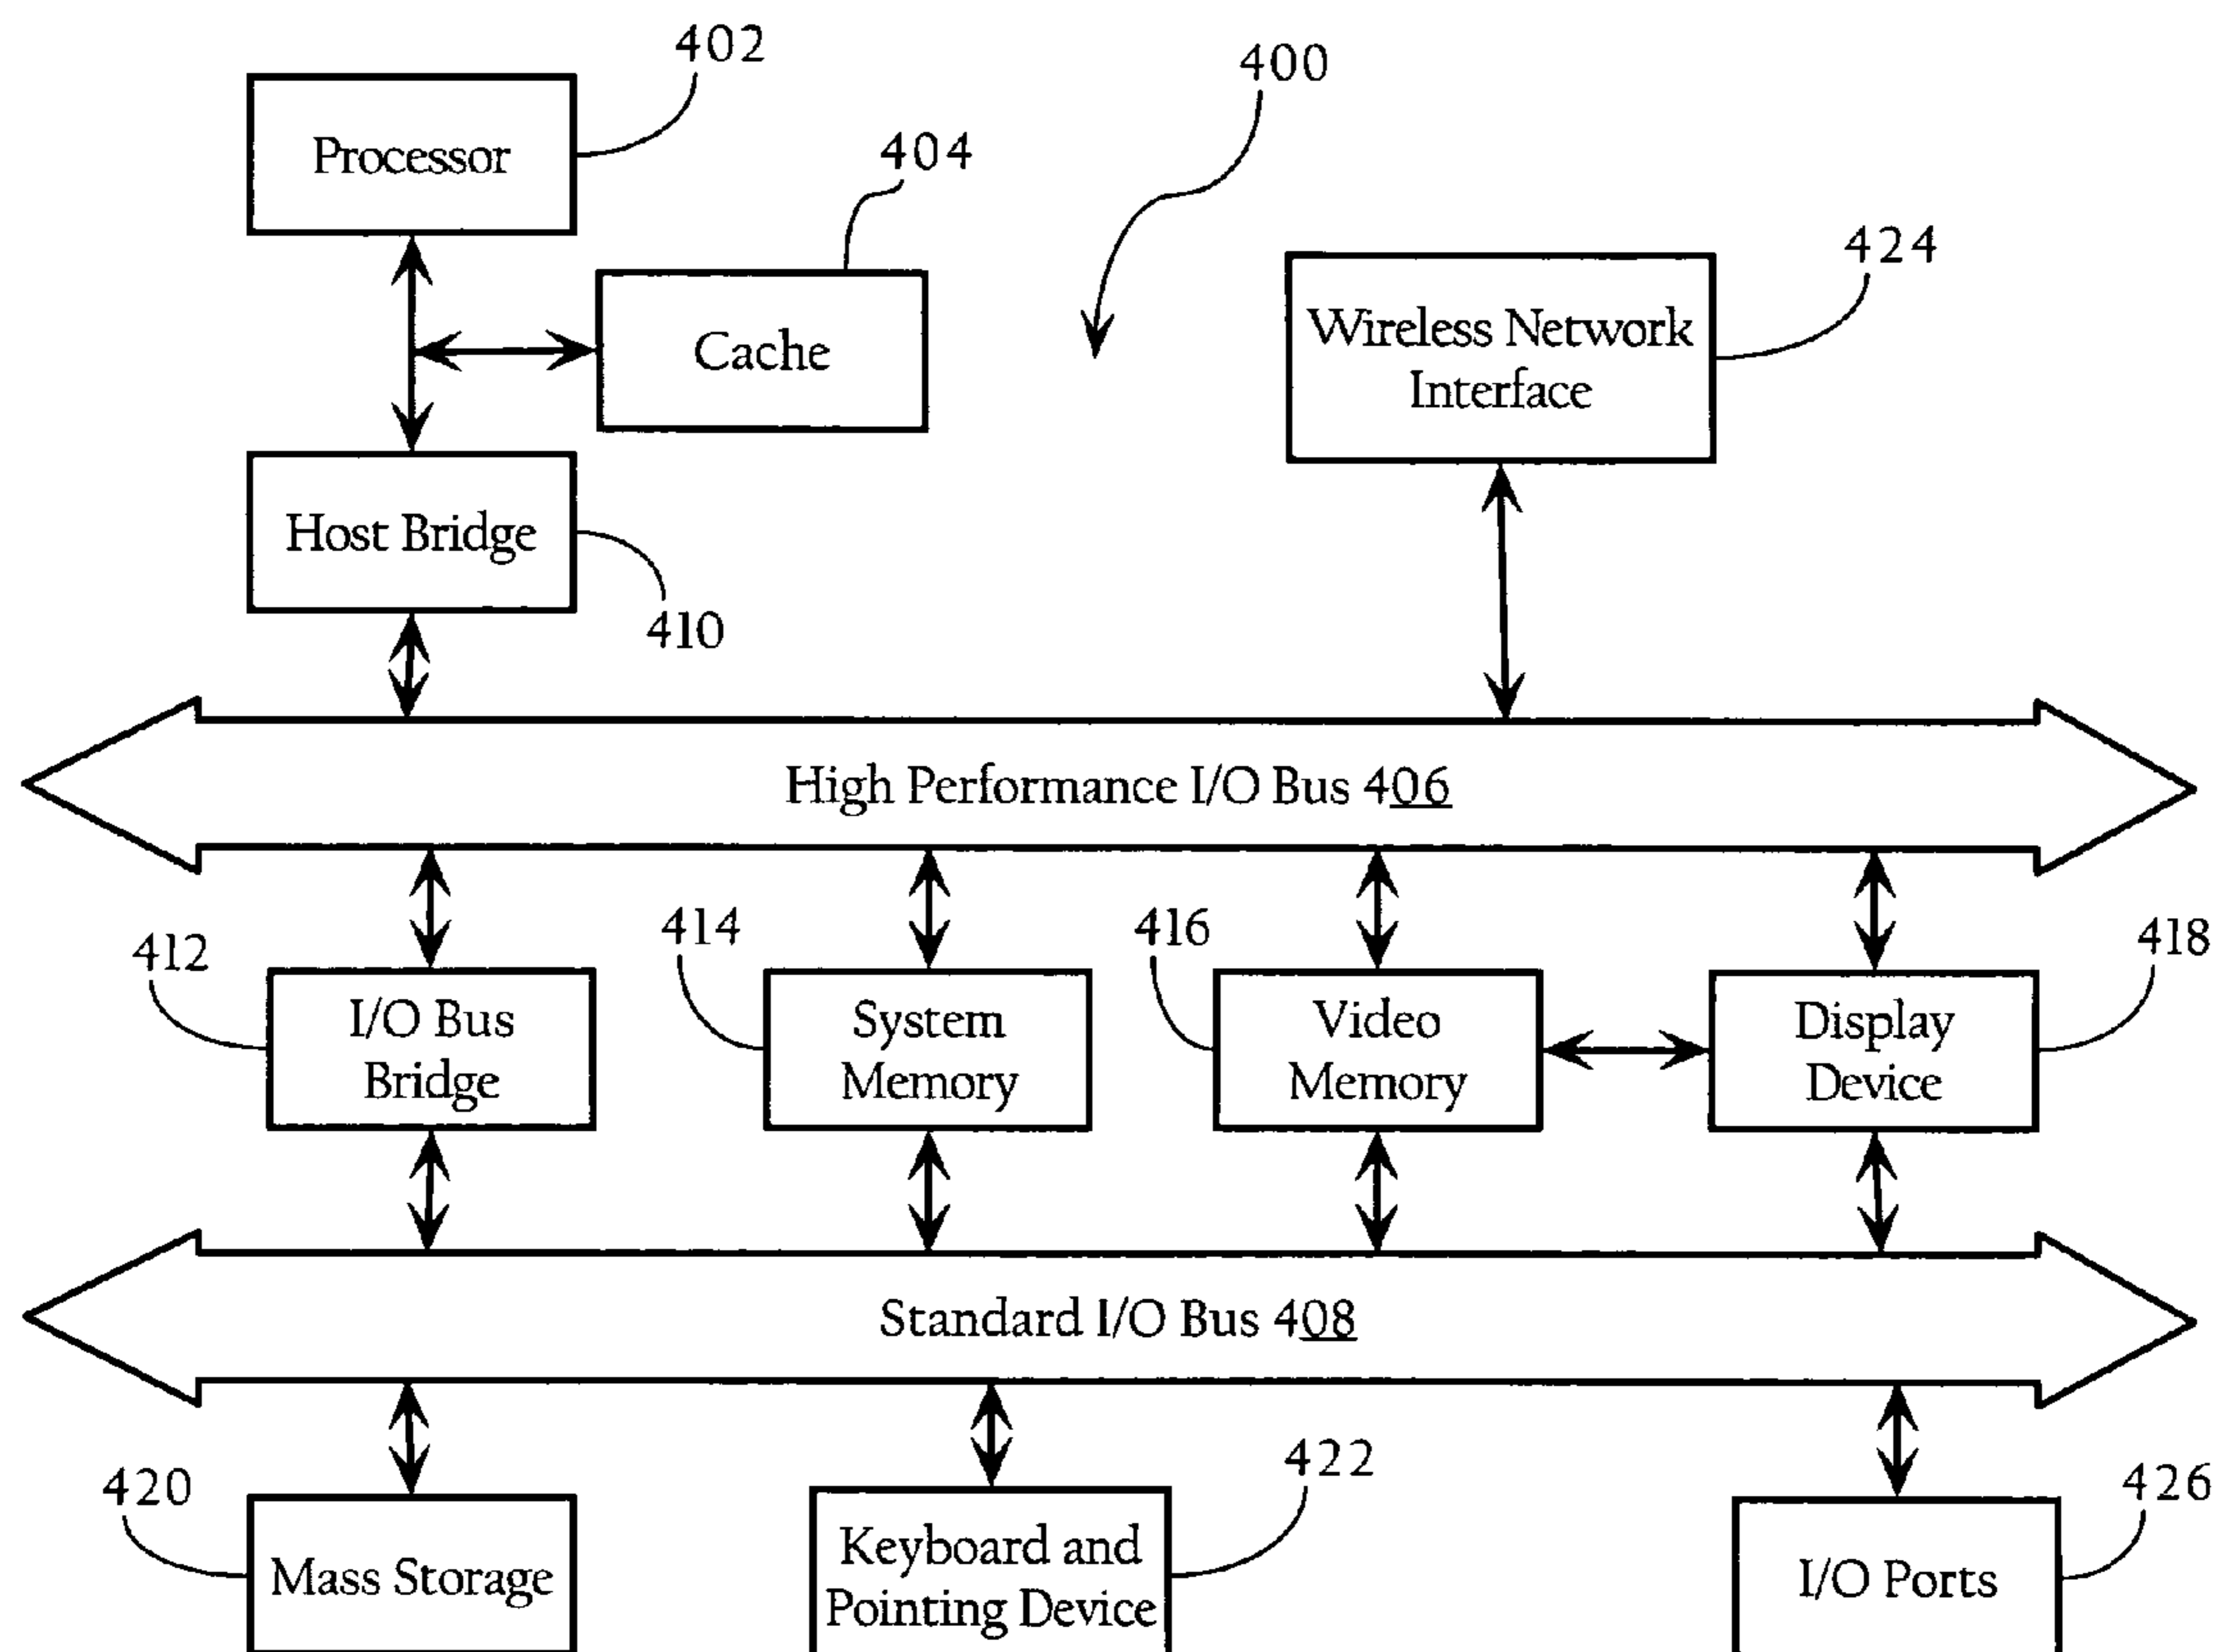 402
400
Processor
404
424
Cache
Wireless Network
Interface
Host Bridge
410
High Performance I/O Bus 406
412
414
416
418
I/O Bus
Bridge
System
Memory
Video
Memory
Display
Device
Standard I/O Bus 408
420
422
426
Mass Storage
Keyboard and
Pointing Device
I/O Ports